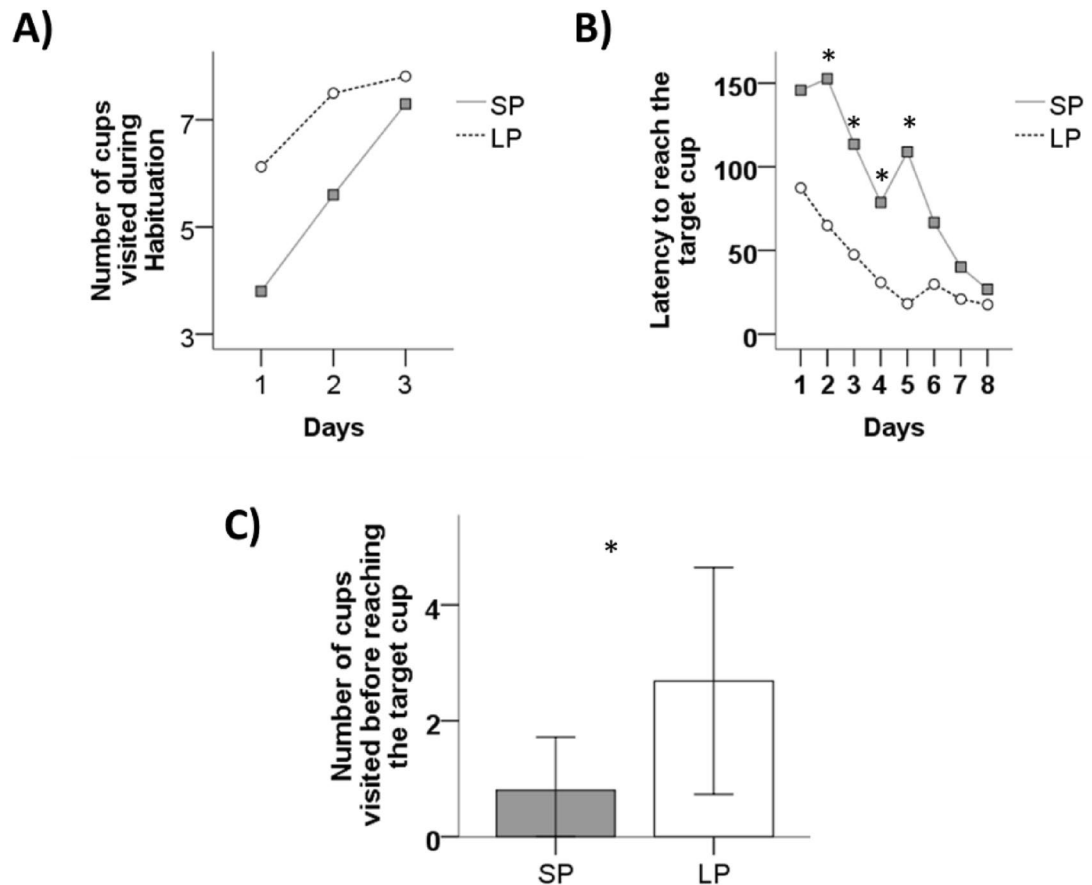 A)
Number of cups
visited during
Habituation
7
5
3
1 2 3
Days
SP
LP
B)
Latency to reach the
target cup
150
100
50
0
* * * *
1 2 3 4 5 6 7 8
Days
SP
LP
C)
Number of cups
visited before reaching
the target cup
4
2
0
*
SP LP